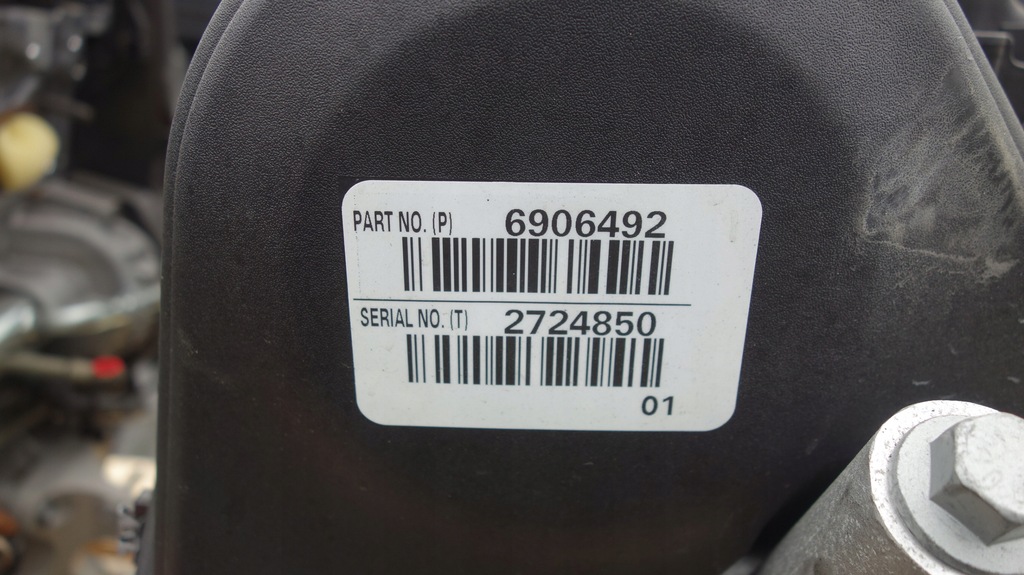 PART NO. (P) 6906492
SERIAL NO. (T) 2724850
01